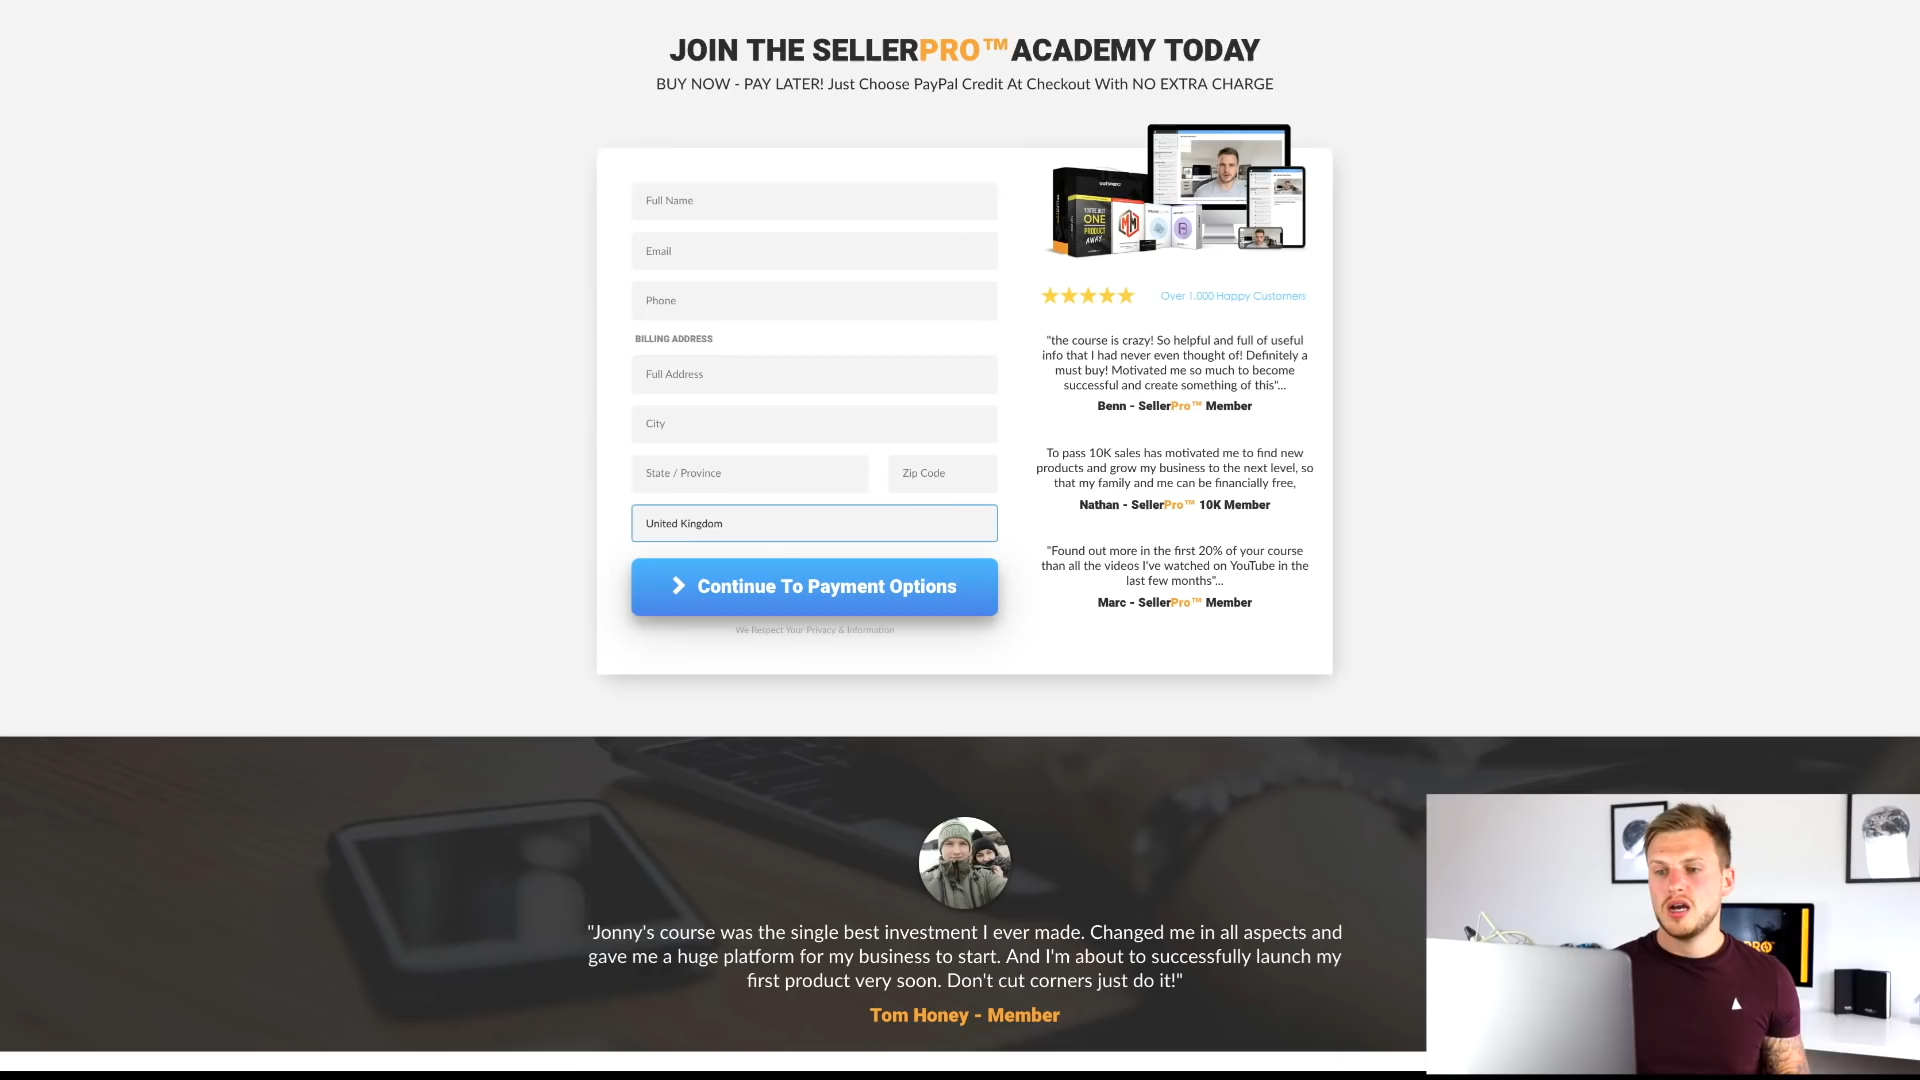 JOIN THE SELLERPRO™ ACADEMY TODAY
BUY NOW - PAY LATER! Just Choose PayPal Credit At Checkout With NO EXTRA CHARGE
Full Name
Email
Phone
BILLING ADDRESS
Full Address
City
State / Province
Zip Code
United Kingdom
Continue To Payment Options
We Respect Your Privacy & Information
YOU'RE JUST
ONE
PRODUCT
AWAY
Over 1,000 Happy Customers
"the course is crazy! So helpful and full of useful
info that I had never even thought of! Definitely a
must buy! Motivated me so much to become
successful and create something of this"...
Benn - SellerPro™ Member
To pass 10K sales has motivated me to find new
products and grow my business to the next level, so
that my family and me can be financially free,
Nathan - SellerPro™ 10K Member
"Found out more in the first 20% of your course
than all the videos I've watched on YouTube in the
last few months"...
Marc - SellerPro™ Member
"Jonny's course was the single best investment I ever made. Changed me in all aspects and
gave me a huge platform for my business to start. And I'm about to successfully launch my
first product very soon. Don't cut corners just do it!"
Tom Honey - Member